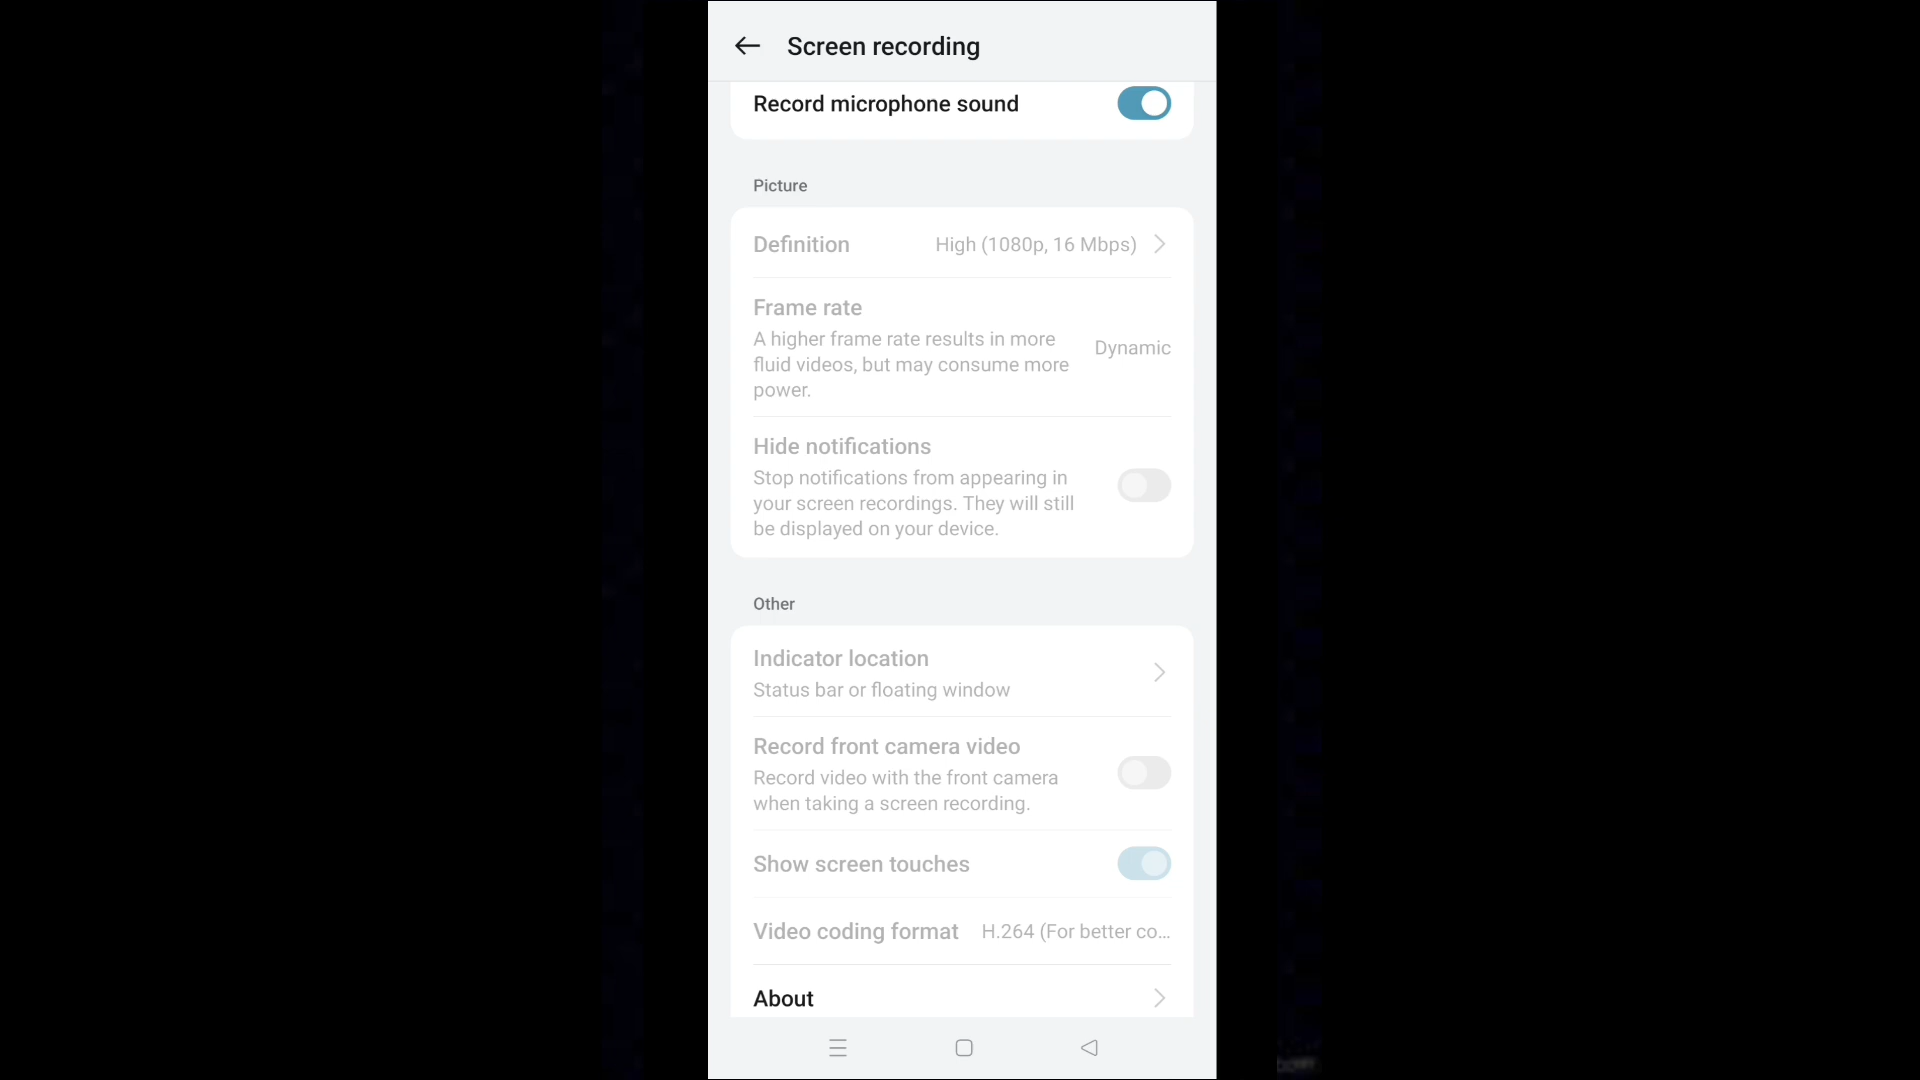 Screen recording
Record microphone sound
Picture
Definition High (1080p, 16 Mbps)
Frame rate
A higher frame rate results in more
fluid videos, but may consume more
power.
Dynamic
Hide notifications
Stop notifications from appearing in
your screen recordings. They will still
be displayed on your device.
Other
Indicator location
Status bar or floating window
Record front camera video
Record video with the front camera
when taking a screen recording.
Show screen touches
Video coding format H.264 (For better co...
About